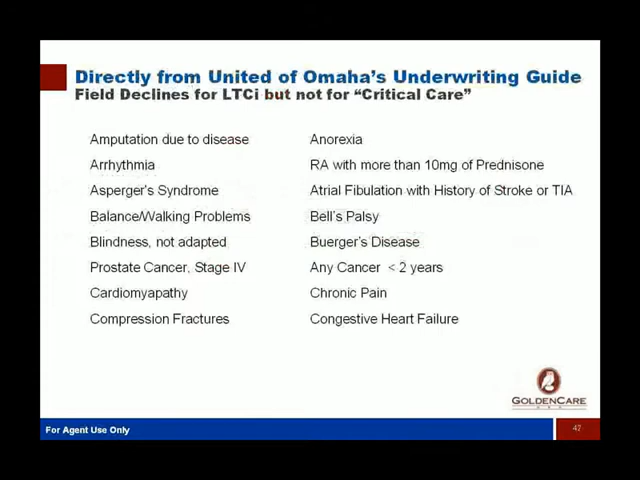 Directly from United of Omaha's Underwriting Guide
Field Declines for LTCi but not for "Critical Care"
Amputation due to disease
Arrhythmia
Asperger's Syndrome
Balance/Walking Problems
Blindness, not adapted
Prostate Cancer, Stage IV
Cardiomyapathy
Compression Fractures
Anorexia
RA with more than 10mg of Prednisone
Atrial Fibulation with History of Stroke or TIA
Bell's Palsy
Buerger's Disease
Any Cancer < 2 years
Chronic Pain
Congestive Heart Failure
GOLDENCARE
For Agent Use Only